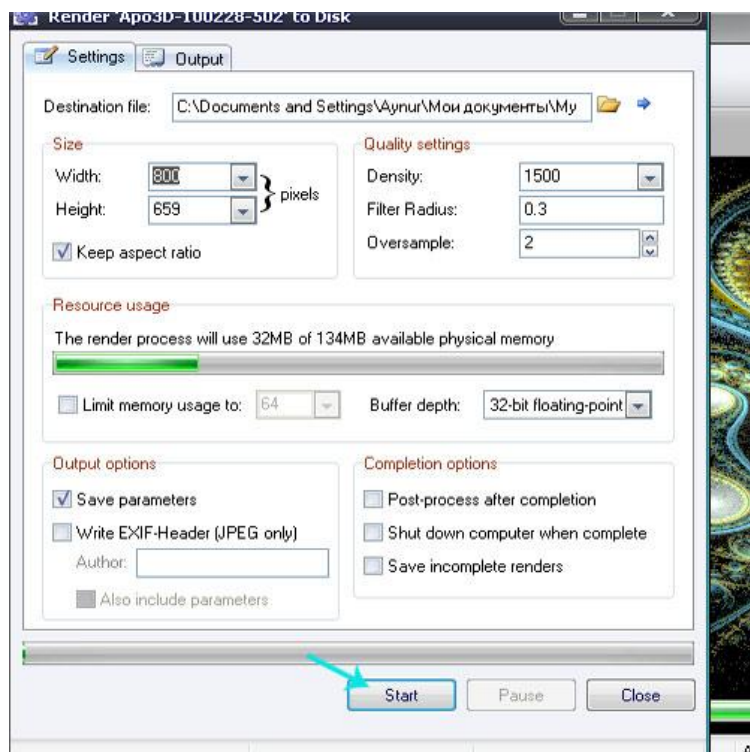 Render 'Apo3D-100228-502' to Disk
Settings Output
Destination file: C:\Documents and Settings\Aynur\Мои документы\My
Size Quality settings
Width: 800 Density: 1500
pixels
Height: 659 Filter Radius: 0.3
Keep aspect ratio Oversample: 2
Resource usage
The render process will use 32MB of 134MB available physical memory
Limit memory usage to: 64 Buffer depth: 32-bit floating-point
Output options Completion options
Save parameters Post-process after completion
Write EXIF-Header (JPEG only) Shut down computer when complete
Author: Save incomplete renders
Also include parameters
Start Pause Close